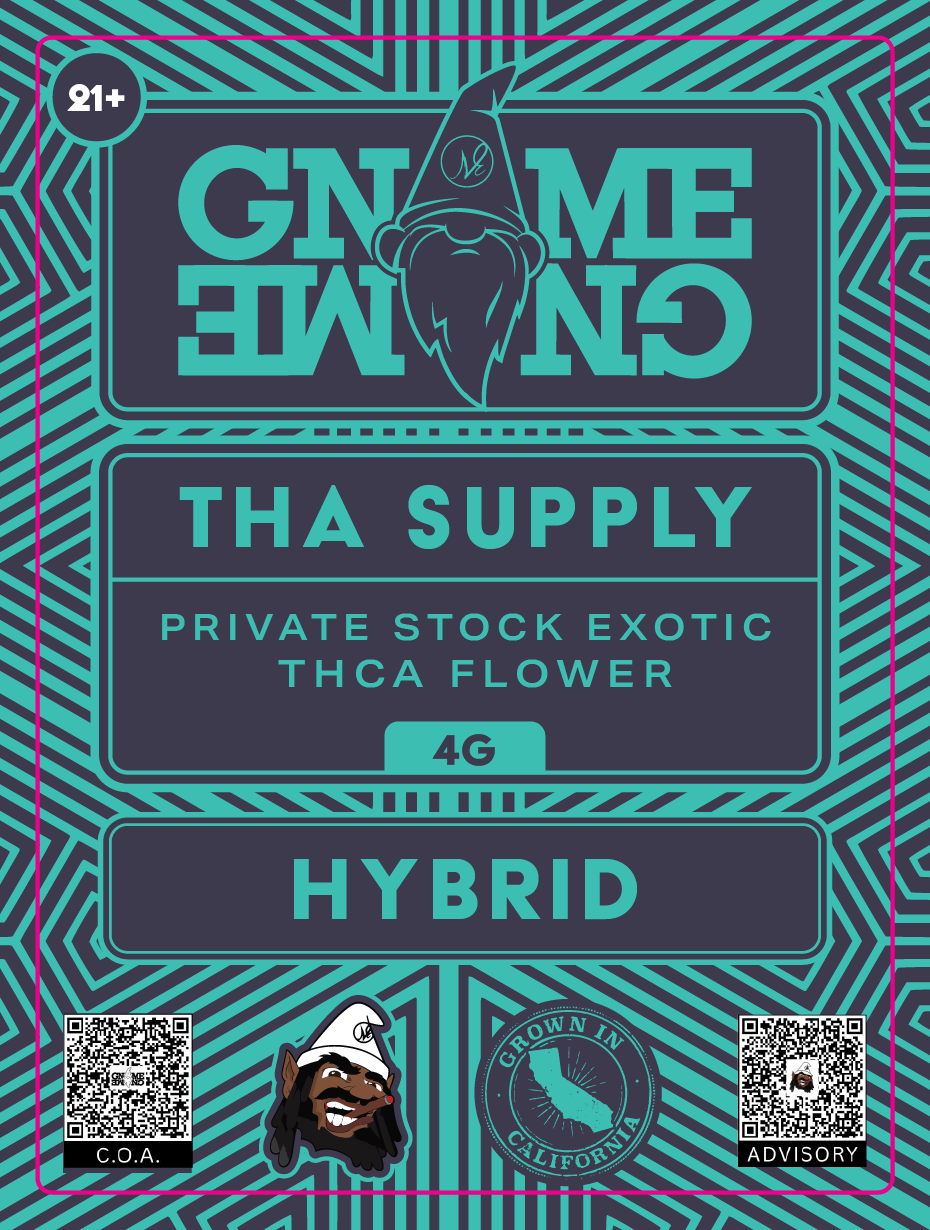 21+
GNOME
GNOME
THA SUPPLY
PRIVATE STOCK EXOTIC
THCA FLOWER
4G
HYBRID
GROWN IN
CALIFORNIA
C.O.A.
ADVISORY